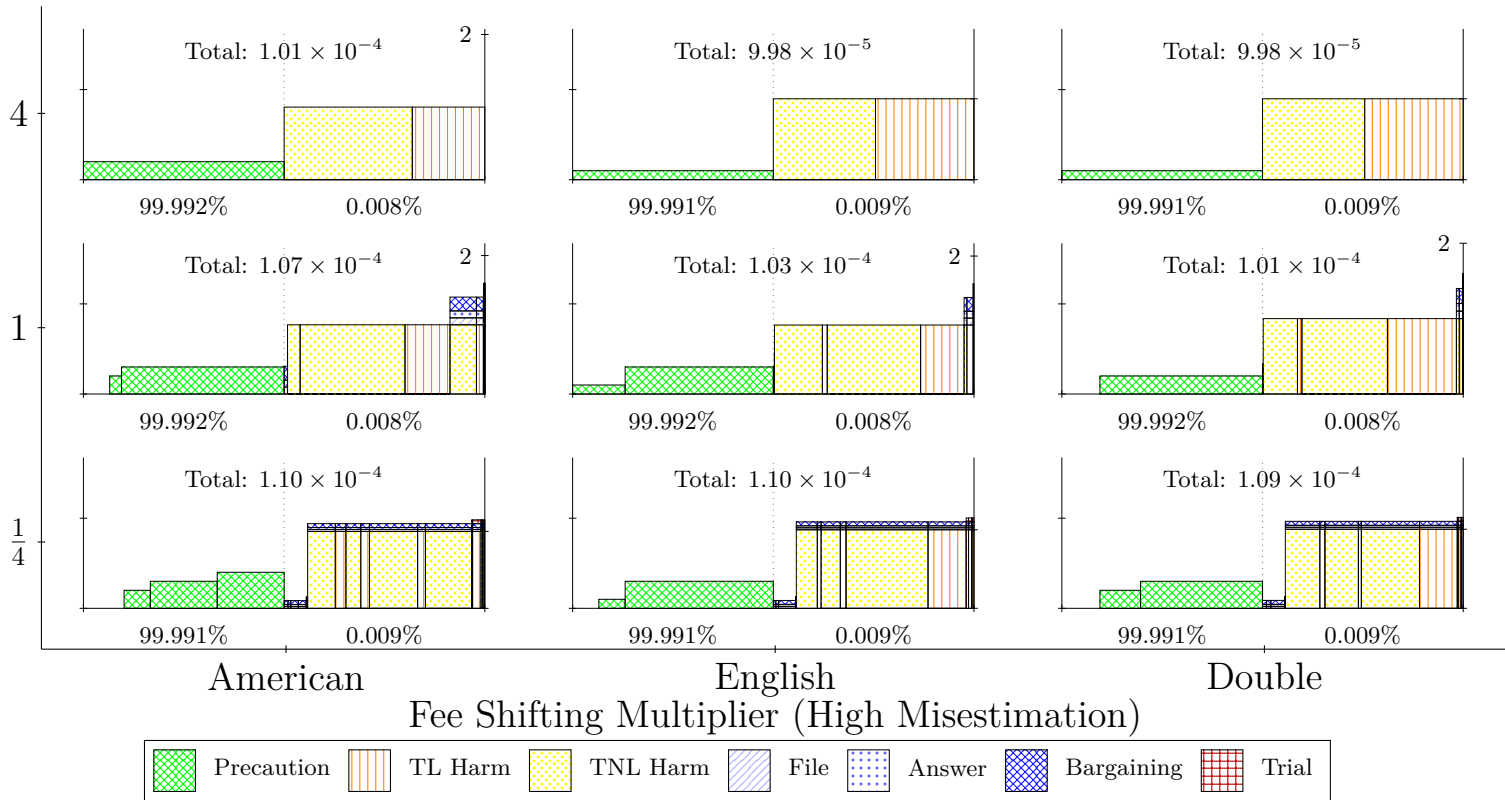 Total: 1.01 × 10⁻⁴
2
Total: 9.98 × 10⁻⁵
Total: 9.98 × 10⁻⁵
4
99.992%
0.008%
99.991%
0.009%
99.991%
0.009%
Total: 1.07 × 10⁻⁴
2
Total: 1.03 × 10⁻⁴
2
Total: 1.01 × 10⁻⁴
2
1
99.992%
0.008%
99.992%
0.008%
99.992%
0.008%
Total: 1.10 × 10⁻⁴
Total: 1.10 × 10⁻⁴
Total: 1.09 × 10⁻⁴
1/4
99.991%
0.009%
99.991%
0.009%
99.991%
0.009%
American
English
Double
Fee Shifting Multiplier (High Misestimation)
Precaution
TL Harm
TNL Harm
File
Answer
Bargaining
Trial